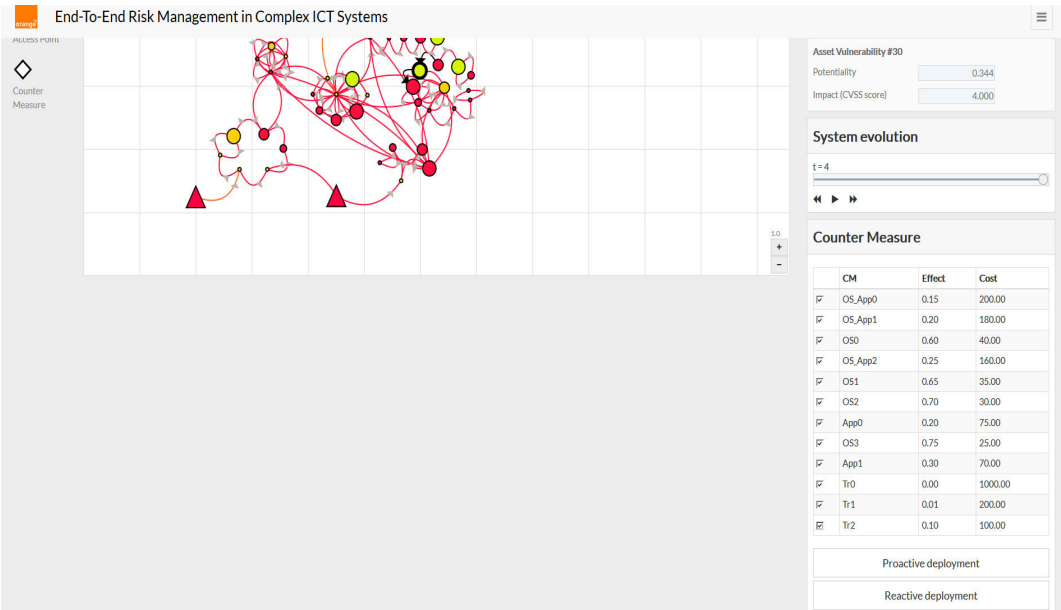 orange
End-To-End Risk Management in Complex ICT Systems
Access Point
Counter
Measure
1.0
+
−
Asset Vulnerability #30
Potentiality 0.344
Impact (CVSS score) 4.000
System evolution
t = 4
Counter Measure
CM Effect Cost
OS_App0 0.15 200.00
OS_App1 0.20 180.00
OS0 0.60 40.00
OS_App2 0.25 160.00
OS1 0.65 35.00
OS2 0.70 30.00
App0 0.20 75.00
OS3 0.75 25.00
App1 0.30 70.00
Tr0 0.00 1000.00
Tr1 0.01 200.00
Tr2 0.10 100.00
Proactive deployment
Reactive deployment